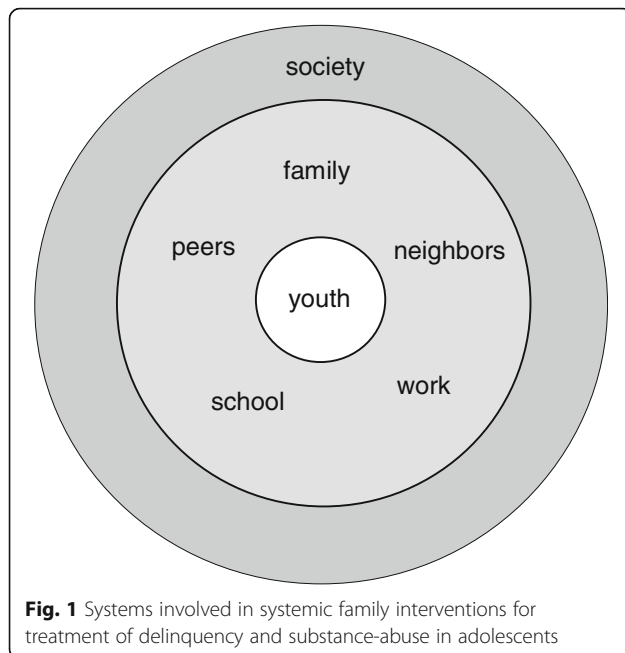 society
family
peers
neighbors
youth
school
work
Fig. 1 Systems involved in systemic family interventions for
treatment of delinquency and substance-abuse in adolescents